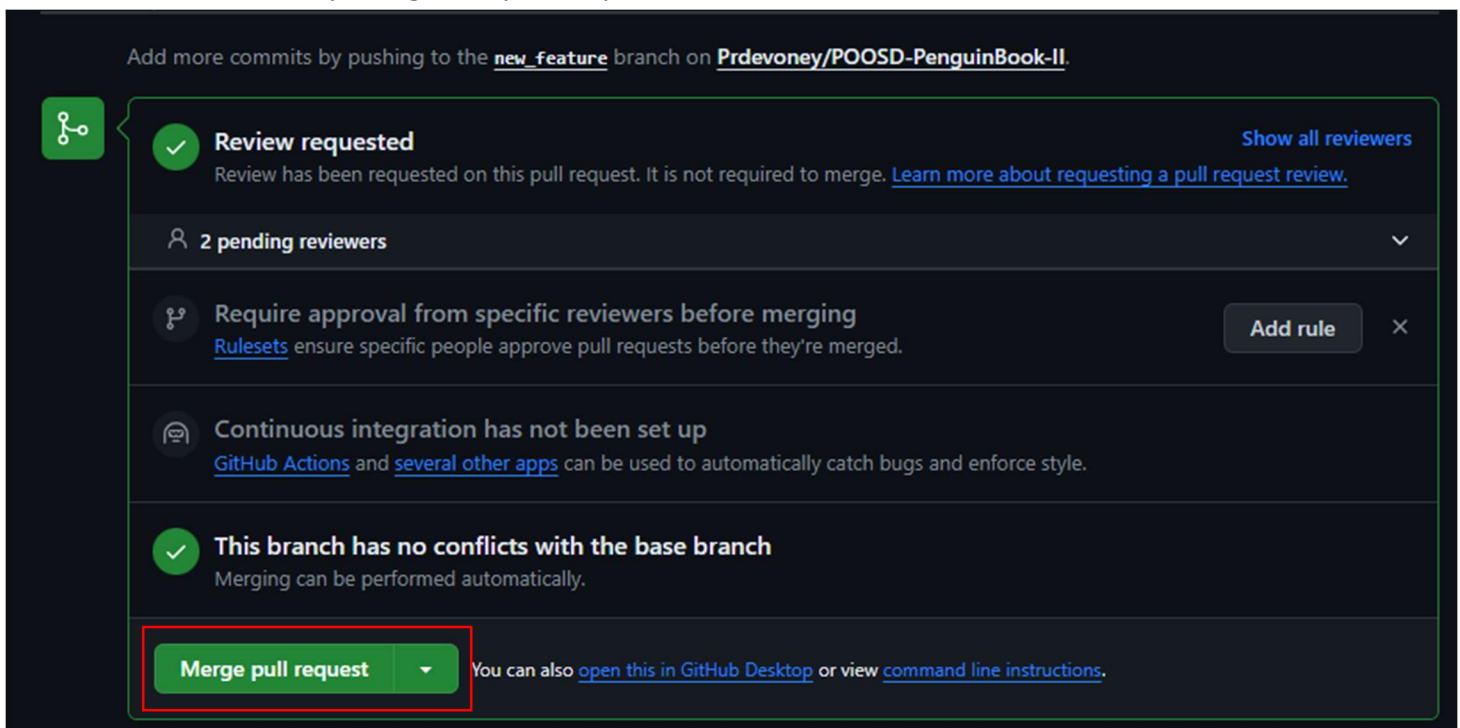 Add more commits by pushing to the new_feature branch on Prdevoney/POOSD-PenguinBook-II.
Review requested
Show all reviewers
Review has been requested on this pull request. It is not required to merge. Learn more about requesting a pull request review.
2 pending reviewers
Require approval from specific reviewers before merging
Add rule
Rulesets ensure specific people approve pull requests before they're merged.
Continuous integration has not been set up
GitHub Actions and several other apps can be used to automatically catch bugs and enforce style.
This branch has no conflicts with the base branch
Merging can be performed automatically.
Merge pull request
You can also open this in GitHub Desktop or view command line instructions.